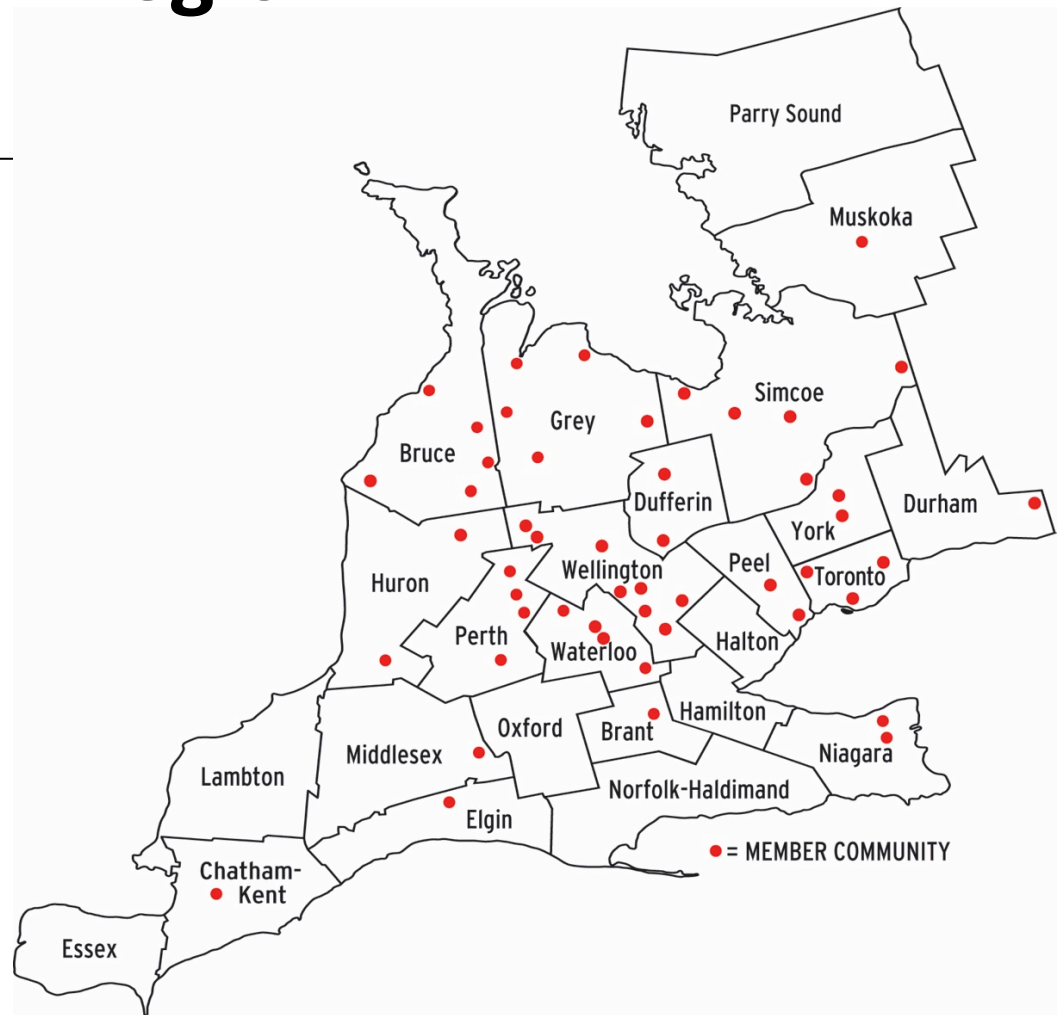 Parry Sound
Muskoka
Simcoe
Grey
Bruce
Dufferin
Durham
York
Peel
Wellington
Toronto
Huron
Perth
Waterloo
Halton
Hamilton
Oxford
Brant
Middlesex
Niagara
Lambton
Norfolk-Haldimand
Elgin
= MEMBER COMMUNITY
Chatham-
Kent
Essex